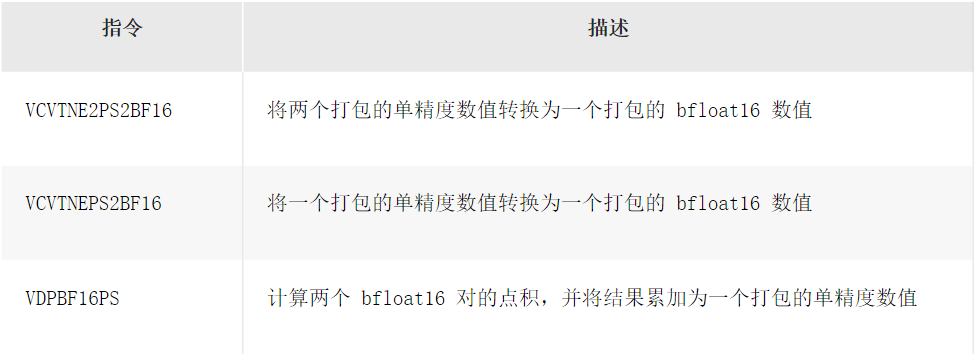 指令 描述
VCVTNE2PS2BF16 将两个打包的单精度数值转换为一个打包的 bfloat16 数值
VCVTNEPS2BF16 将一个打包的单精度数值转换为一个打包的 bfloat16 数值
VDPBF16PS 计算两个 bfloat16 对的点积，并将结果累加为一个打包的单精度数值